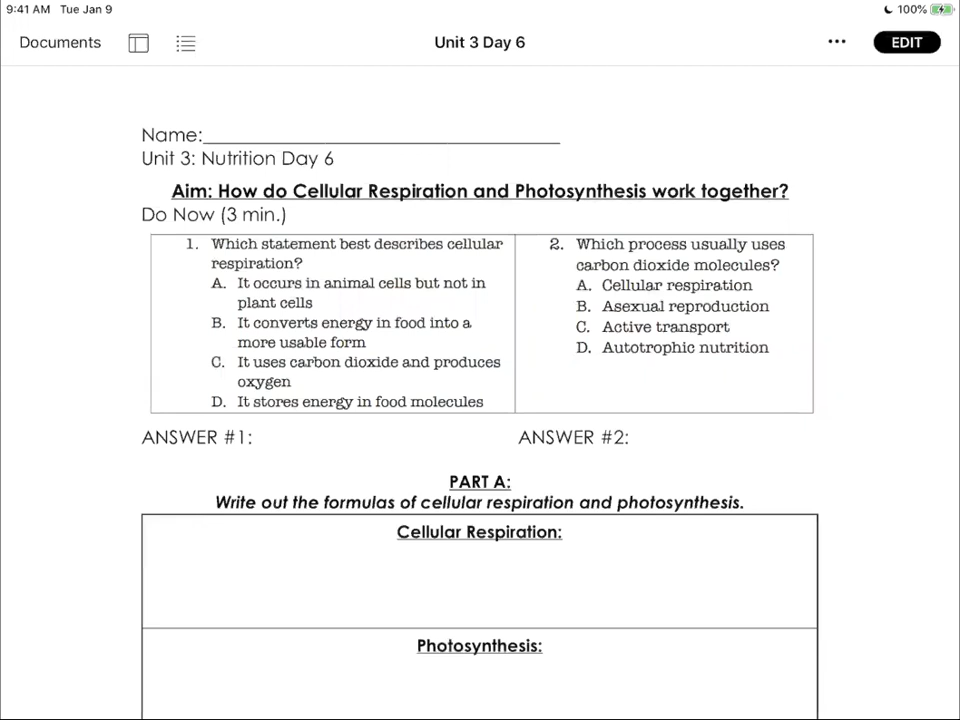 9:41 AM Tue Jan 9
100%
Documents
Unit 3 Day 6
EDIT
Name:
Unit 3: Nutrition Day 6
Aim: How do Cellular Respiration and Photosynthesis work together?
Do Now (3 min.)
1. Which statement best describes cellular
respiration?
A. It occurs in animal cells but not in
plant cells
B. It converts energy in food into a
more usable form
C. It uses carbon dioxide and produces
oxygen
D. It stores energy in food molecules
2. Which process usually uses
carbon dioxide molecules?
A. Cellular respiration
B. Asexual reproduction
C. Active transport
D. Autotrophic nutrition
ANSWER #1:
ANSWER #2:
PART A:
Write out the formulas of cellular respiration and photosynthesis.
Cellular Respiration:
Photosynthesis: